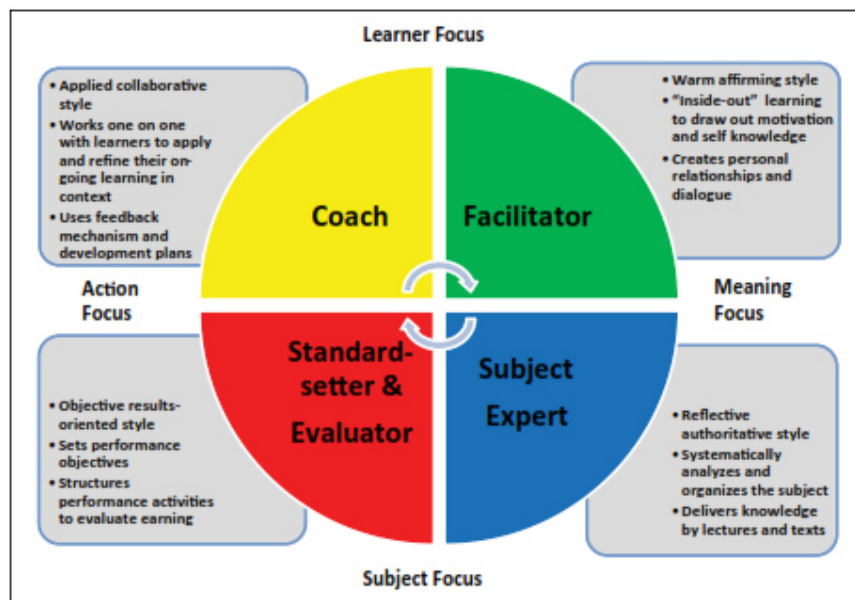 Learner Focus
• Applied collaborative
style
• Works one on one
with learners to apply
and refine their on-
going learning in
context
• Uses feedback
mechanism and
development plans
• Warm affirming style
• "Inside-out" learning
to draw out motivation
and self knowledge
• Creates personal
relationships and
dialogue
Coach
Facilitator
Action
Focus
Meaning
Focus
Standard-
setter &
Evaluator
Subject
Expert
• Objective results-
oriented style
• Sets performance
objectives
• Structures
performance activities
to evaluate earning
• Reflective
authoritative style
• Systematically
analyzes and
organizes the subject
• Delivers knowledge
by lectures and texts
Subject Focus